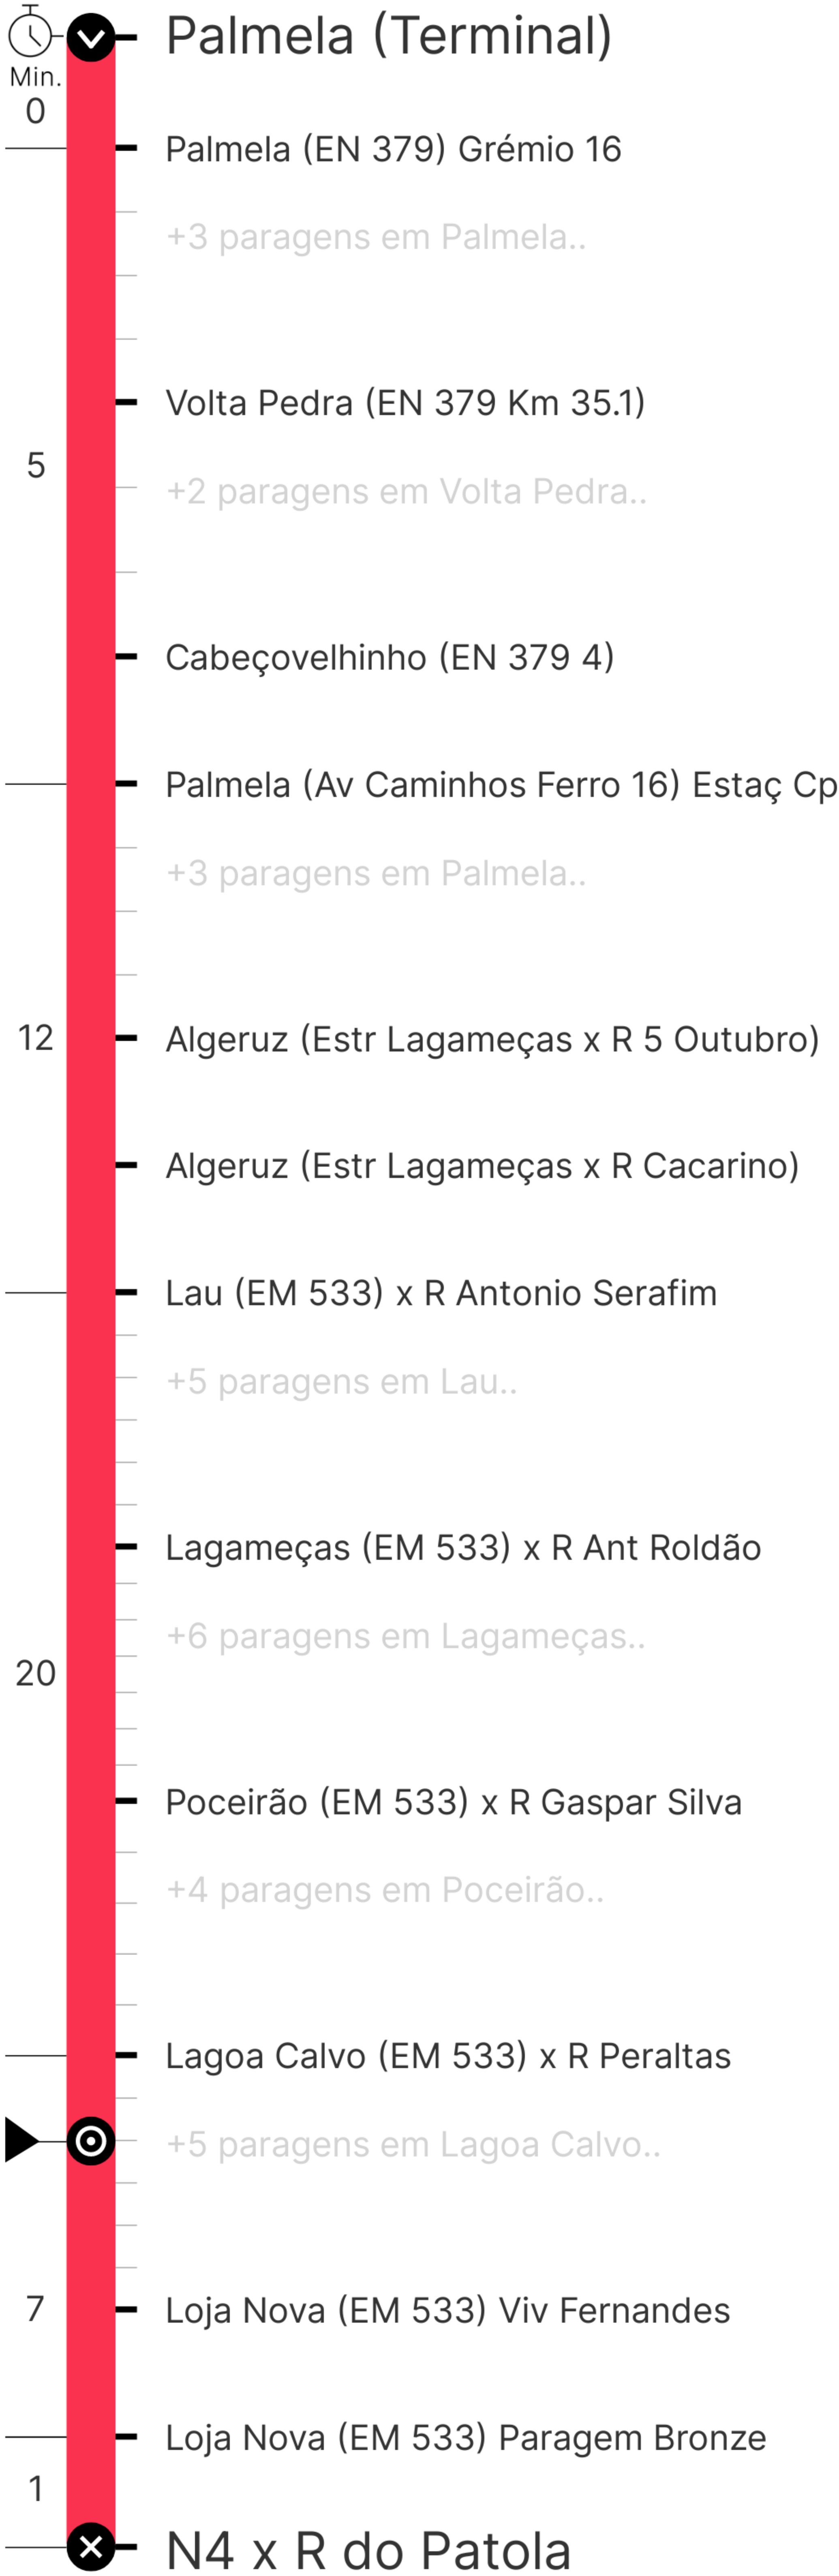 Palmela (Terminal)
Min.
0
Palmela (EN 379) Grémio 16
+3 paragens em Palmela..
Volta Pedra (EN 379 Km 35.1)
5
+2 paragens em Volta Pedra..
Cabeçovelhinho (EN 379 4)
Palmela (Av Caminhos Ferro 16) Estaç Cp
+3 paragens em Palmela..
12
Algeruz (Estr Lagameças x R 5 Outubro)
Algeruz (Estr Lagameças x R Cacarino)
Lau (EM 533) x R Antonio Serafim
+5 paragens em Lau..
Lagameças (EM 533) x R Ant Roldão
+6 paragens em Lagameças..
20
Poceirão (EM 533) x R Gaspar Silva
+4 paragens em Poceirão..
Lagoa Calvo (EM 533) x R Peraltas
+5 paragens em Lagoa Calvo..
7
Loja Nova (EM 533) Viv Fernandes
Loja Nova (EM 533) Paragem Bronze
1
N4 x R do Patola